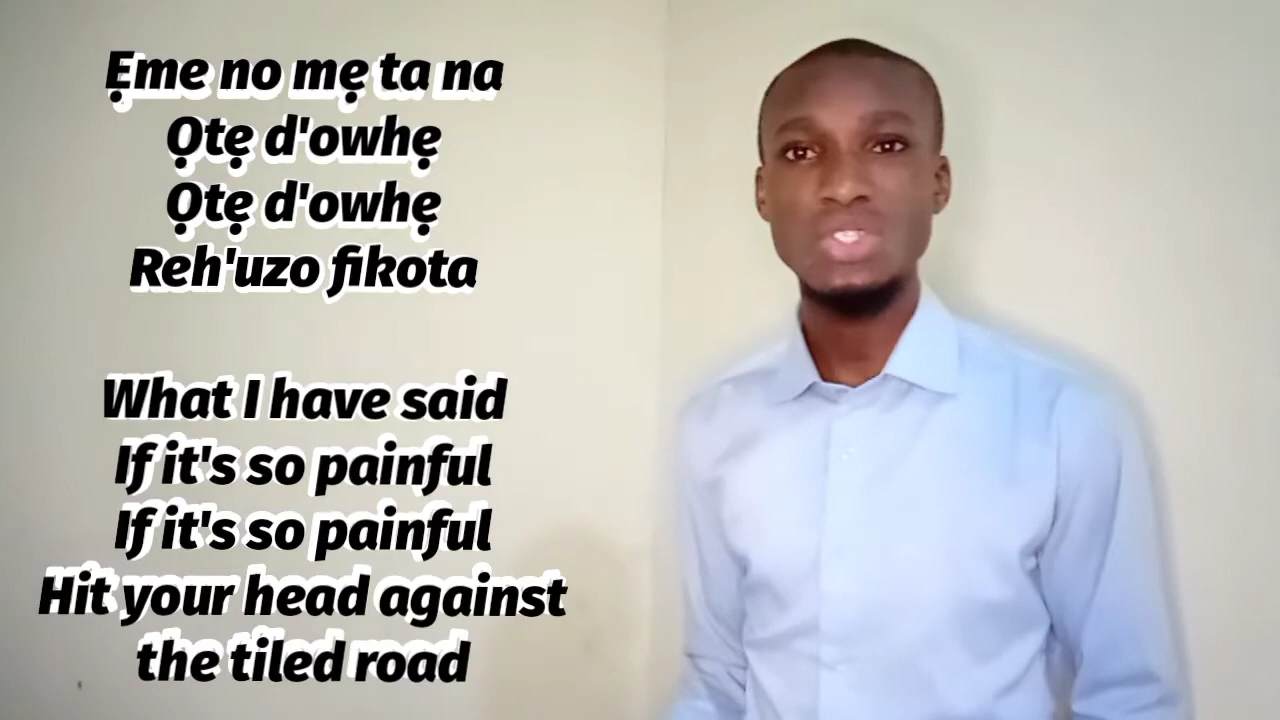 Ẹme no mẹ ta na
Ọtẹ d'owhẹ
Ọtẹ d'owhẹ
Reh'uzo fikota
What I have said
If it's so painful
If it's so painful
Hit your head against
the tiled road